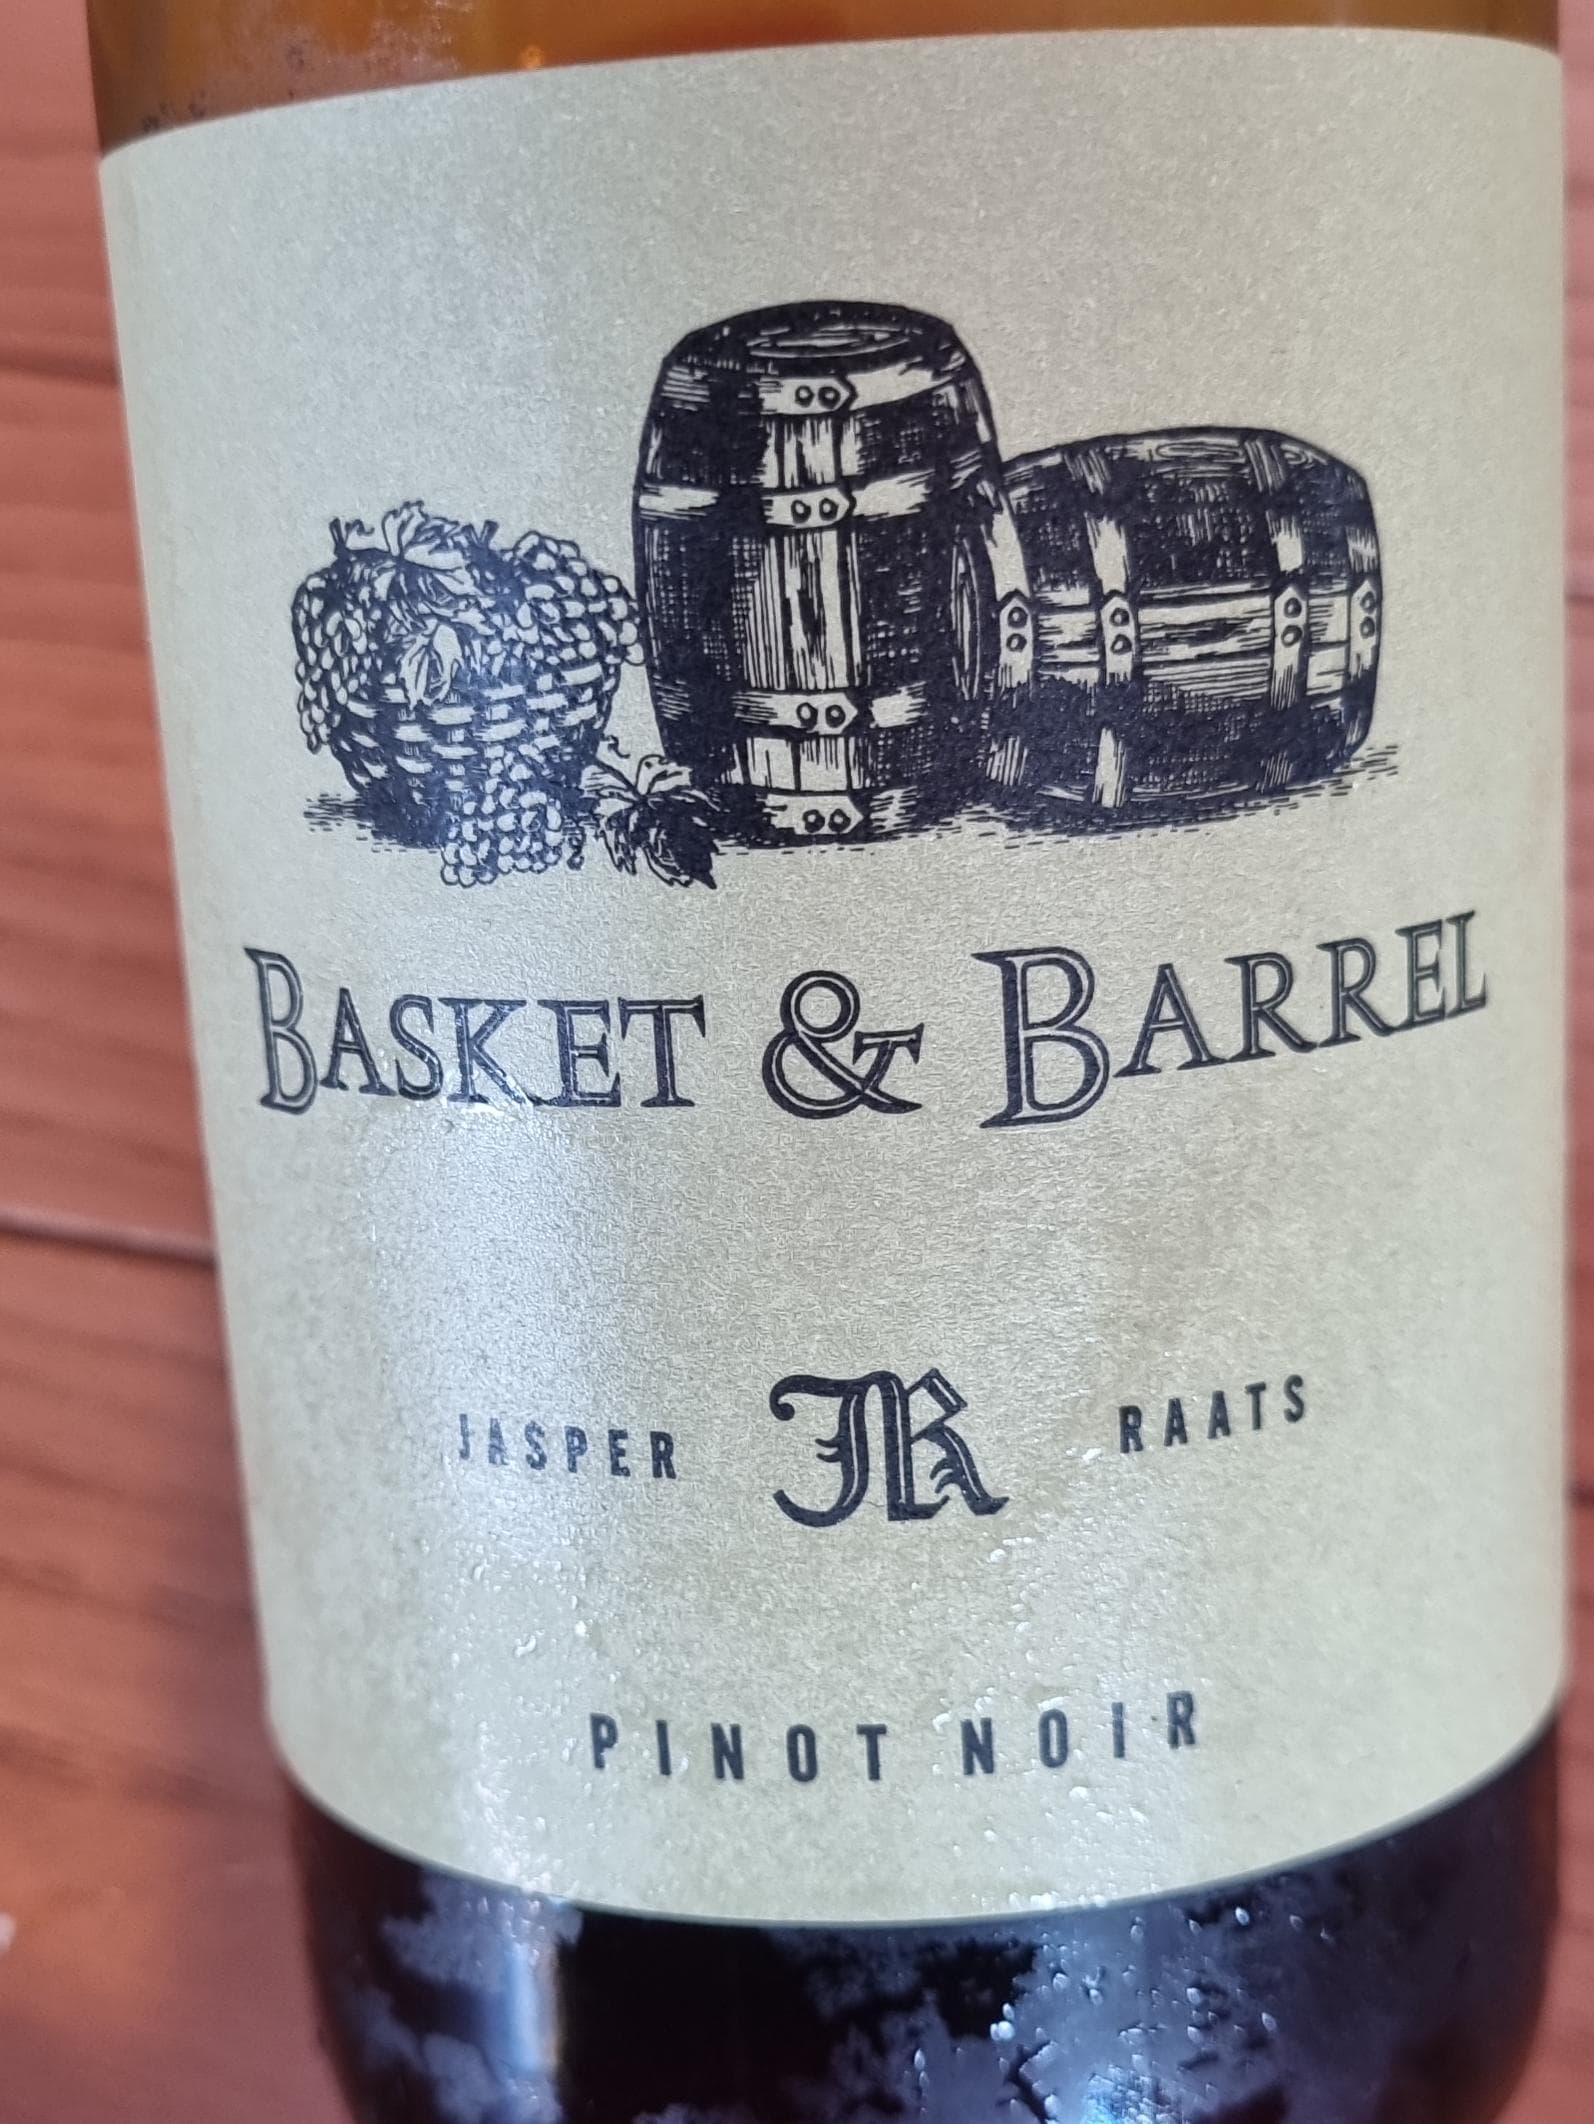 BASKET & BARREL
JASPER JR RAATS
PINOT NOIR